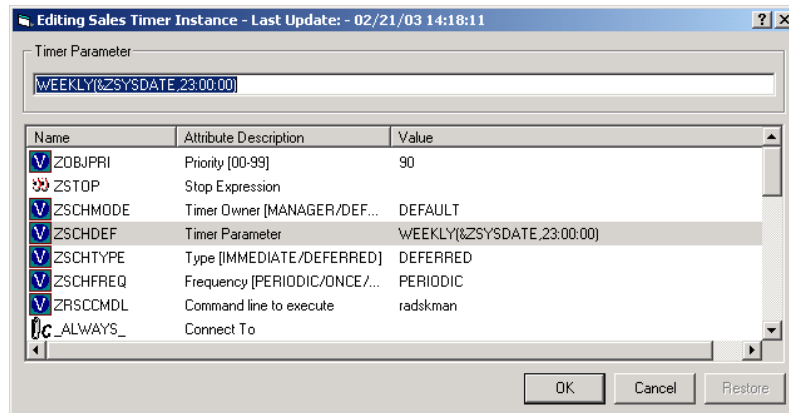 Editing Sales Timer Instance - Last Update: - 02/21/03 14:18:11
Timer Parameter
WEEKLY(&ZSYSDATE,23:00:00)
Name Attribute Description Value
ZOBJPRI Priority [00-99] 90
ZSTOP Stop Expression
ZSCHMODE Timer Owner [MANAGER/DEF... DEFAULT
ZSCHDEF Timer Parameter WEEKLY(&ZSYSDATE,23:00:00)
ZSCHTYPE Type [IMMEDIATE/DEFERRED] DEFERRED
ZSCHFREQ Frequency [PERIODIC/ONCE/... PERIODIC
ZRSCCMDL Command line to execute radskman
_ALWAYS_ Connect To
OK Cancel Restore